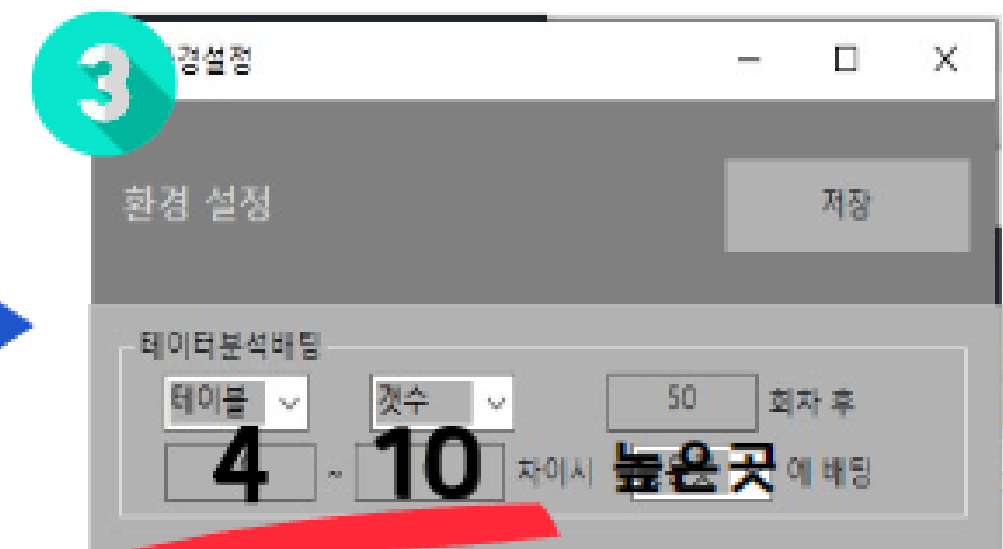 3
경설정
환경 설정
저장
테이터분석배팅
테이블 갯수 50 회차 후
4 ~ 10 차이시 높은 곳 에 배팅